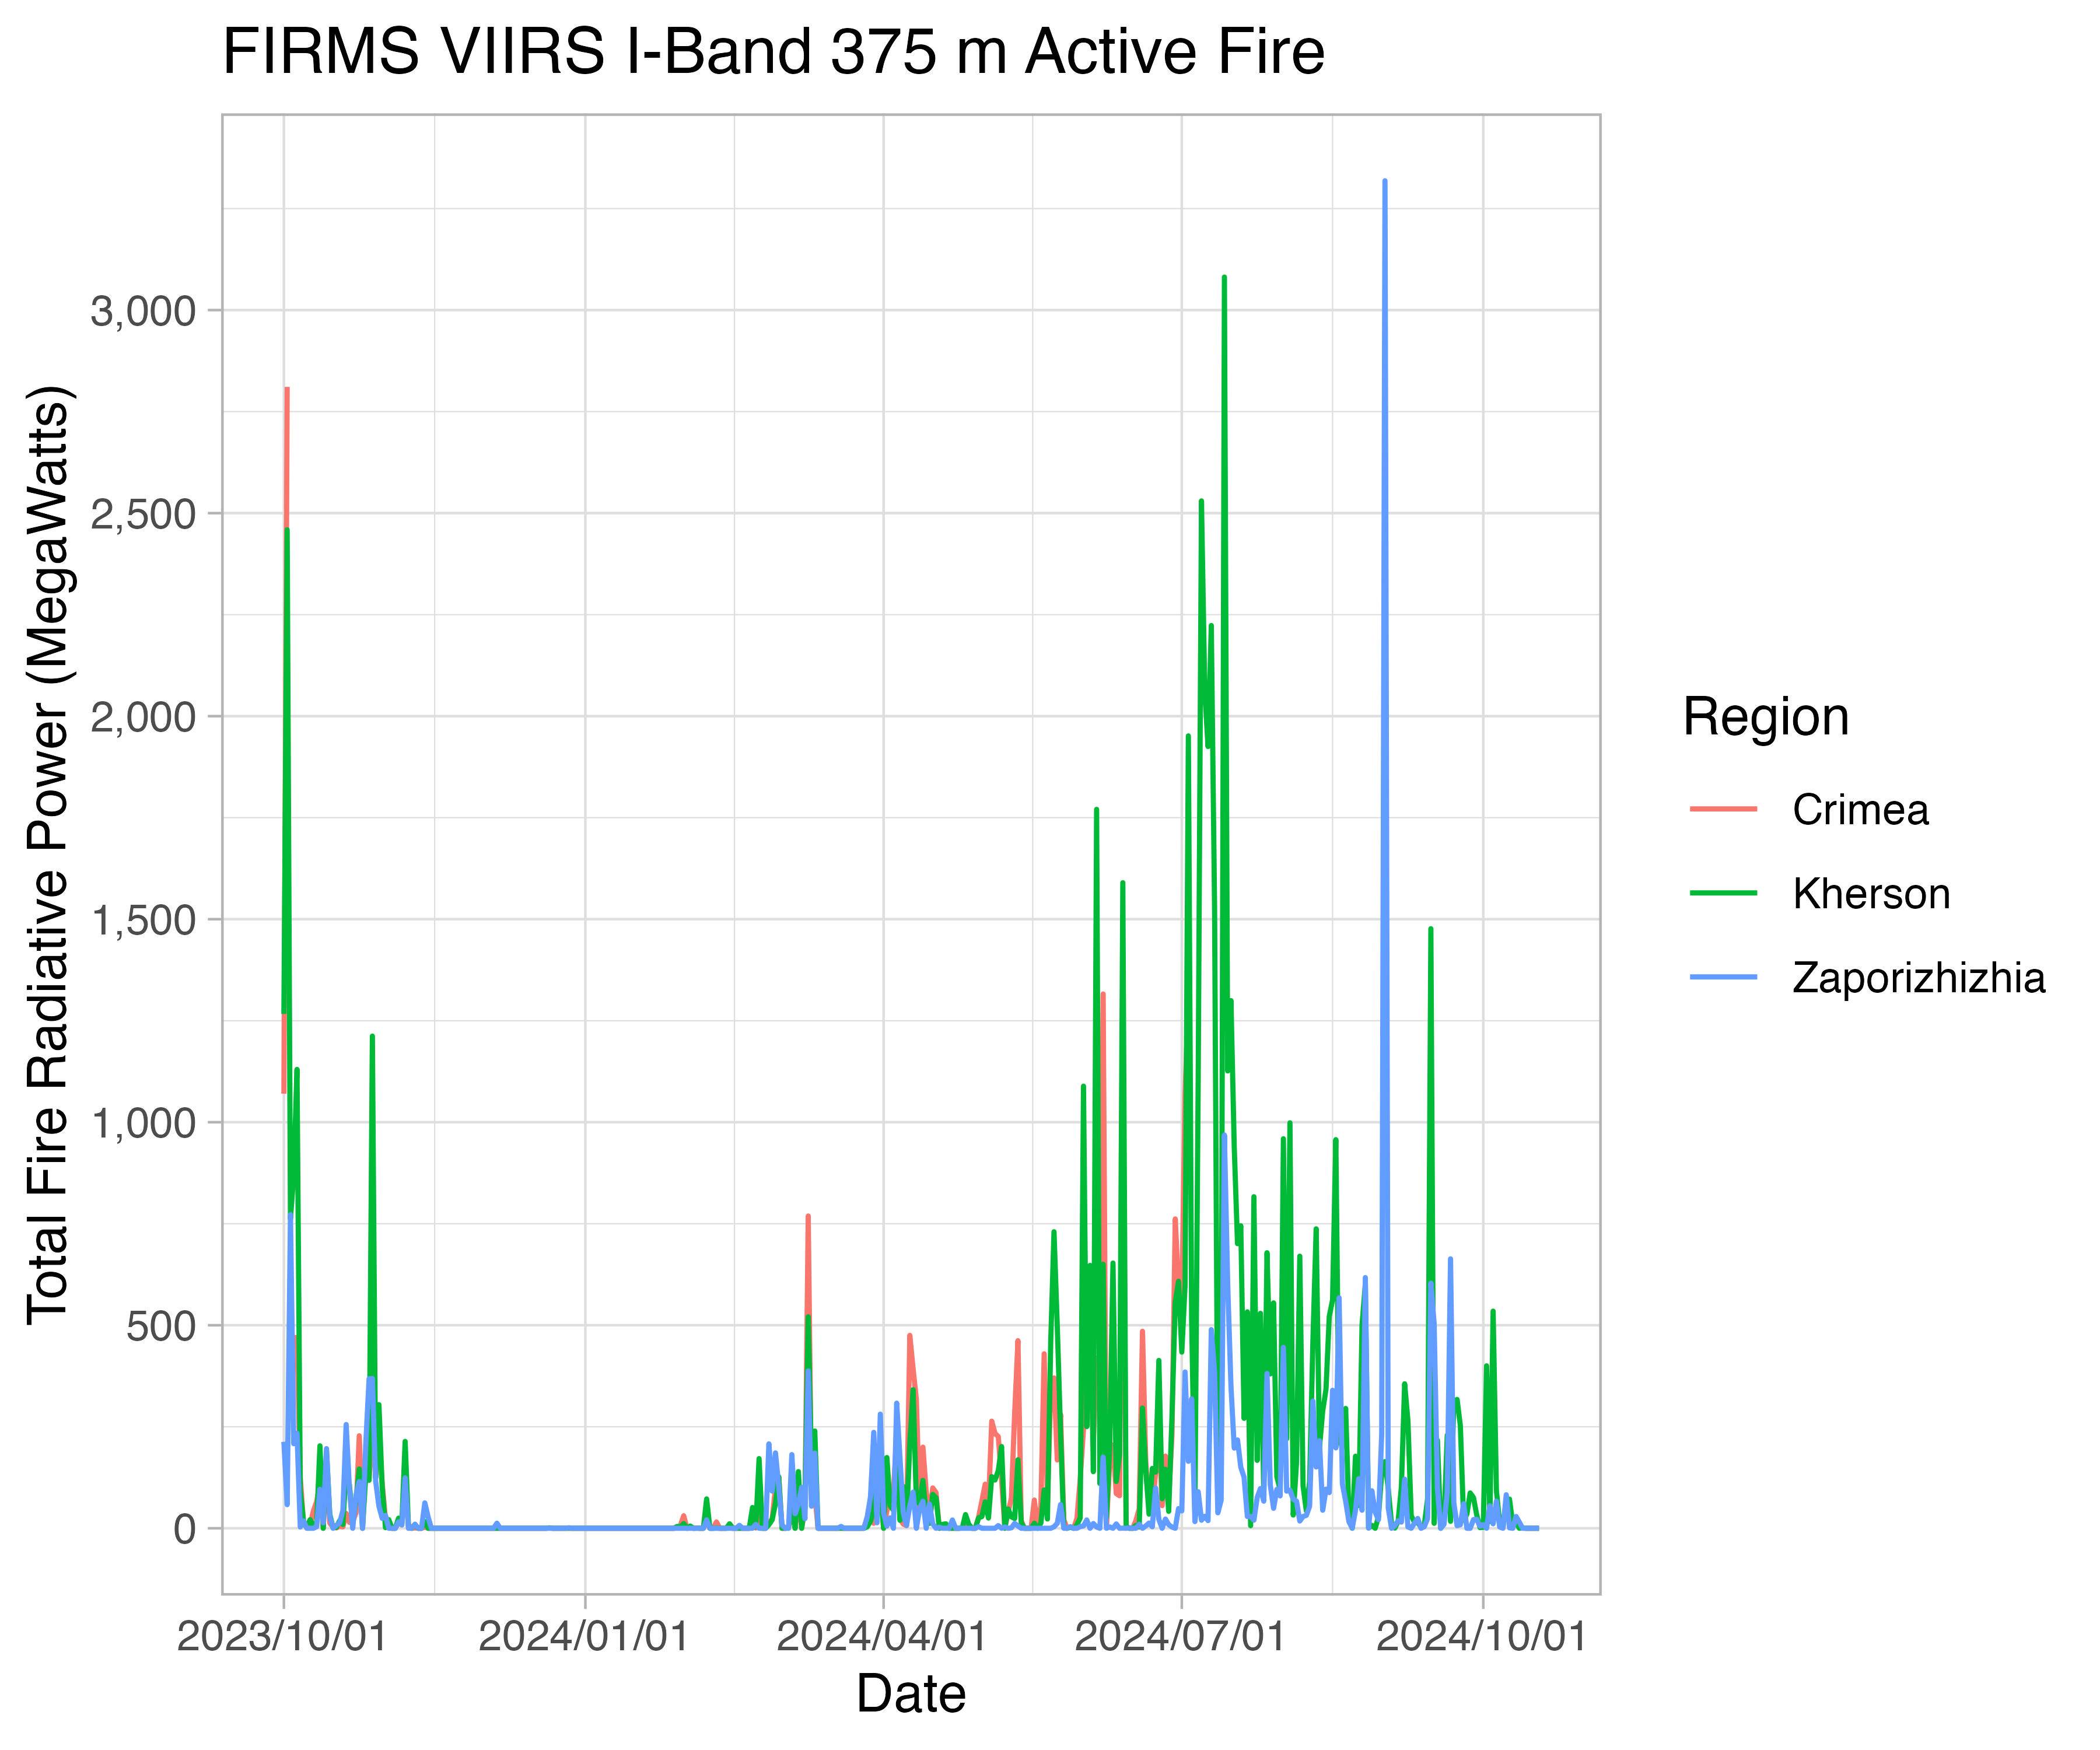 FIRMS VIIRS I-Band 375 m Active Fire
Total Fire Radiative Power (MegaWatts)
3,000
2,500
2,000
1,500
1,000
500
0
2023/10/01 2024/01/01 2024/04/01 2024/07/01 2024/10/01
Date
Region
Crimea
Kherson
Zaporizhizhia